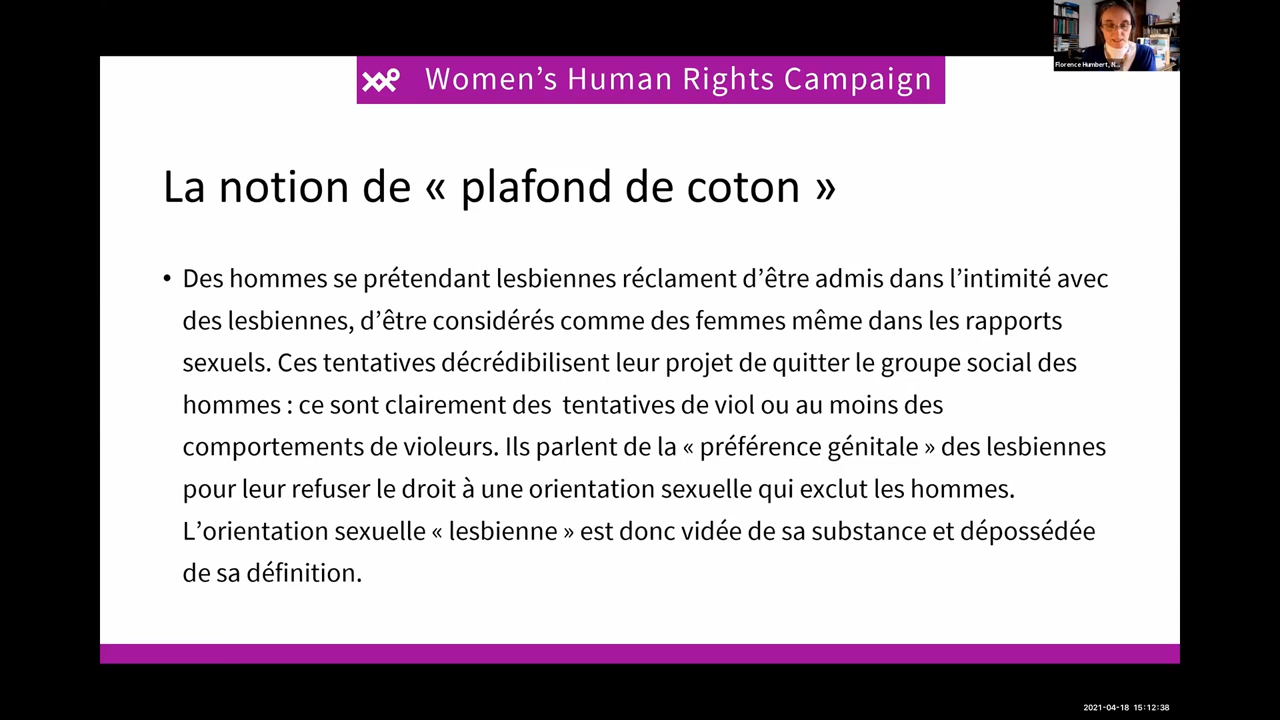 Florence Humbert, N...
Women’s Human Rights Campaign
La notion de « plafond de coton »
• Des hommes se prétendant lesbiennes réclament d’être admis dans l’intimité avec
des lesbiennes, d’être considérés comme des femmes même dans les rapports
sexuels. Ces tentatives décrédibilisent leur projet de quitter le groupe social des
hommes : ce sont clairement des  tentatives de viol ou au moins des
comportements de violeurs. Ils parlent de la « préférence génitale » des lesbiennes
pour leur refuser le droit à une orientation sexuelle qui exclut les hommes.
L’orientation sexuelle « lesbienne » est donc vidée de sa substance et dépossédée
de sa définition.
2021-04-18 15:12:38